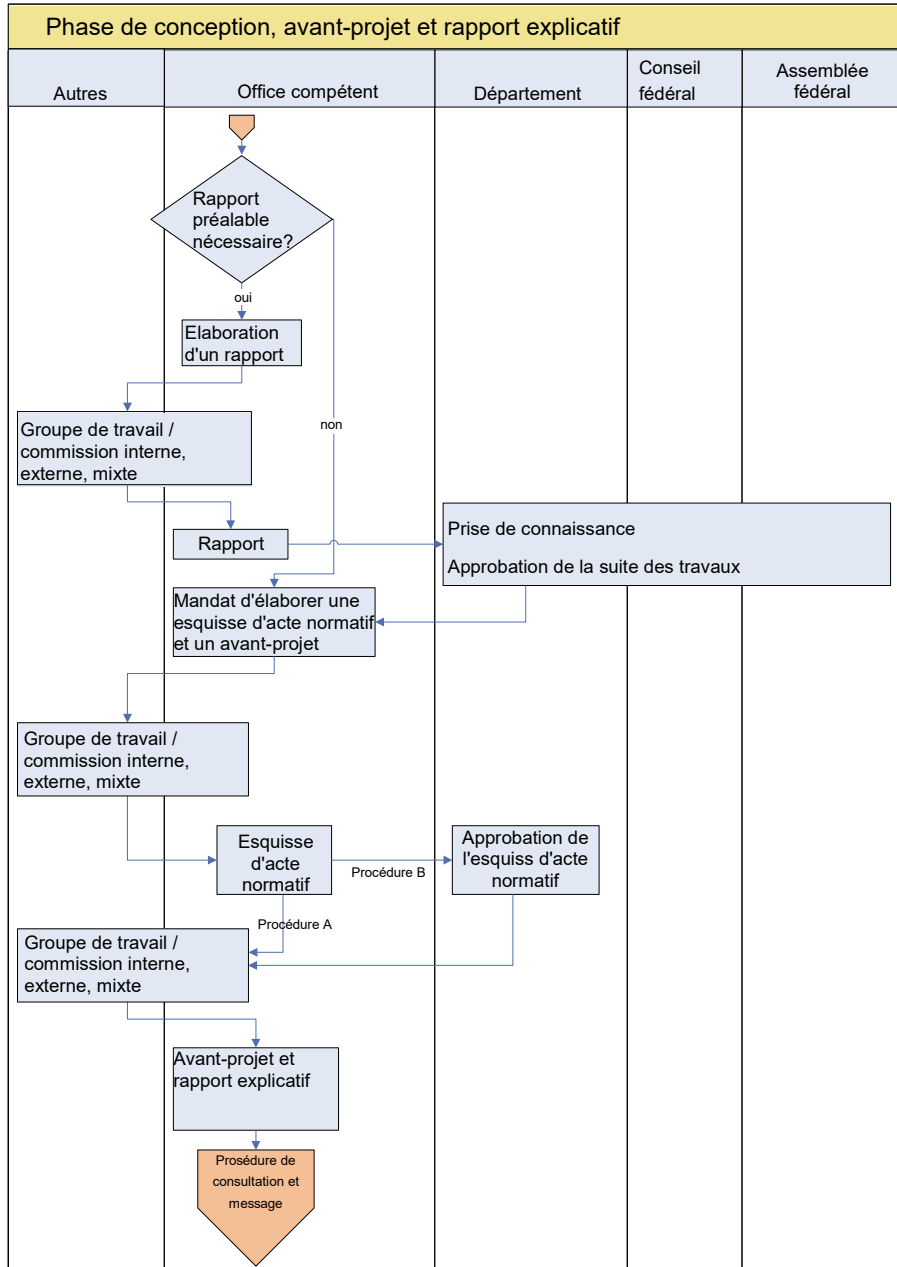 Phase de conception, avant-projet et rapport explicatif
Autres
Office compétent
Département
Conseil
fédéral
Assemblée
fédéral
Rapport
préalable
nécessaire?
oui
Elaboration
d'un rapport
non
Groupe de travail /
commission interne,
externe, mixte
Rapport
Prise de connaissance
Approbation de la suite des travaux
Mandat d'élaborer une
esquisse d'acte normatif
et un avant-projet
Groupe de travail /
commission interne,
externe, mixte
Esquisse
d'acte
normatif
Procédure B
Approbation de
l'esquiss d'acte
normatif
Procédure A
Groupe de travail /
commission interne,
externe, mixte
Avant-projet et
rapport explicatif
Prosédure de
consultation et
message